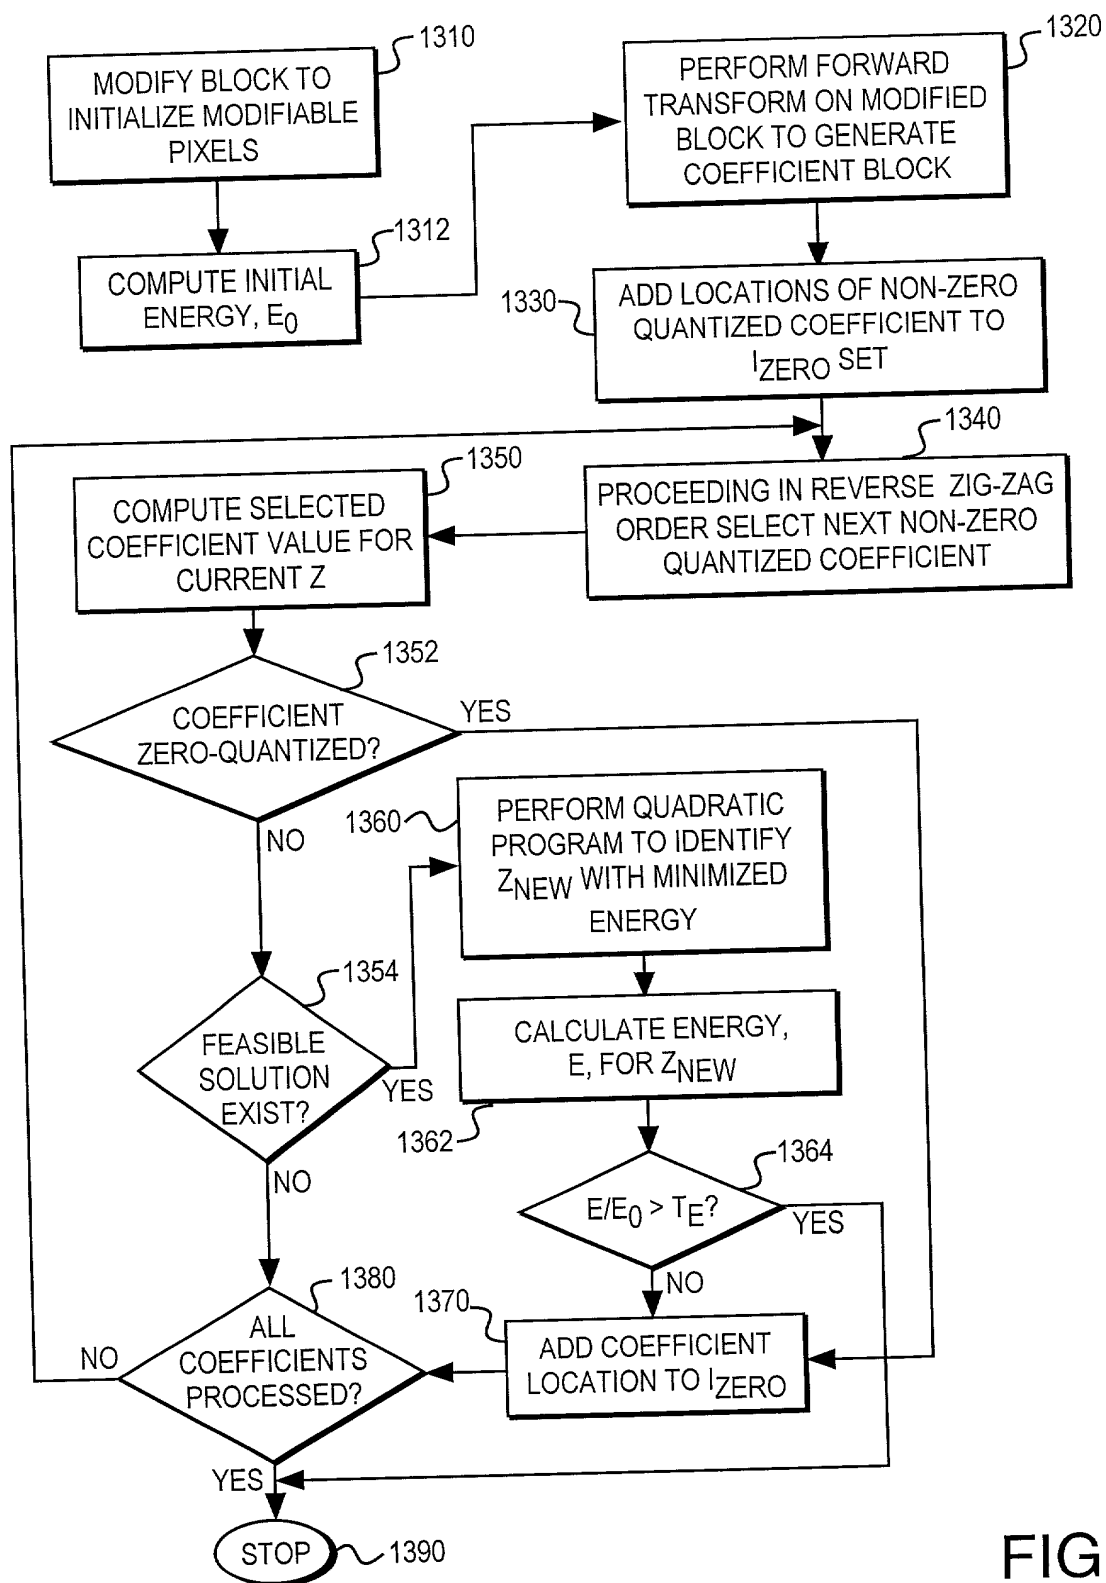 1310
MODIFY BLOCK TO
INITIALIZE MODIFIABLE
PIXELS
1312
COMPUTE INITIAL
ENERGY, E0
1320
PERFORM FORWARD
TRANSFORM ON MODIFIED
BLOCK TO GENERATE
COEFFICIENT BLOCK
1330
ADD LOCATIONS OF NON-ZERO
QUANTIZED COEFFICIENT TO
IZERO SET
1340
PROCEEDING IN REVERSE ZIG-ZAG
ORDER SELECT NEXT NON-ZERO
QUANTIZED COEFFICIENT
1350
COMPUTE SELECTED
COEFFICIENT VALUE FOR
CURRENT Z
1352
COEFFICIENT
ZERO-QUANTIZED?
YES
NO
1360
PERFORM QUADRATIC
PROGRAM TO IDENTIFY
ZNEW WITH MINIMIZED
ENERGY
1354
FEASIBLE
SOLUTION
EXIST?
YES
NO
CALCULATE ENERGY,
E, FOR ZNEW
1362
1364
E/E0 > TE?
YES
NO
1370
ADD COEFFICIENT
LOCATION TO IZERO
1380
ALL
COEFFICIENTS
PROCESSED?
NO
YES
STOP
1390
FIG